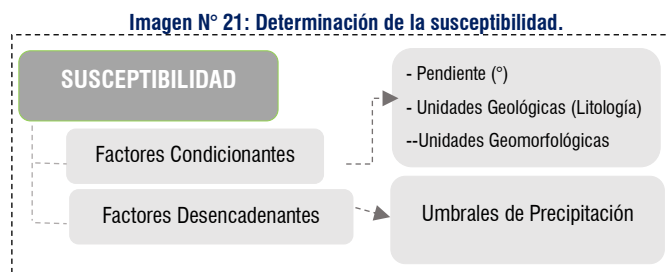 Imagen N° 21: Determinación de la susceptibilidad.
SUSCEPTIBILIDAD
Factores Condicionantes
- Pendiente (°)
- Unidades Geológicas (Litología)
--Unidades Geomorfológicas
Factores Desencadenantes
Umbrales de Precipitación